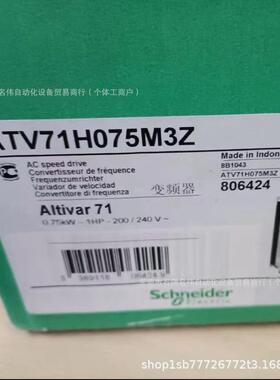 名伟自动化设备贸易商行（个体工商户）
ATV71H075M3Z
AC speed drive
Convertisseur de fréquence
Frequenzumrichter
Variador de velocidad
Convertitore di frequenza
变频器
Made in Indon
8B1043
ATV71H075M3Z
806424
Altivar 71
0.75kW - 1HP - 200 / 240 V~
Schneider
Electric
shop1sb77726772t3.168